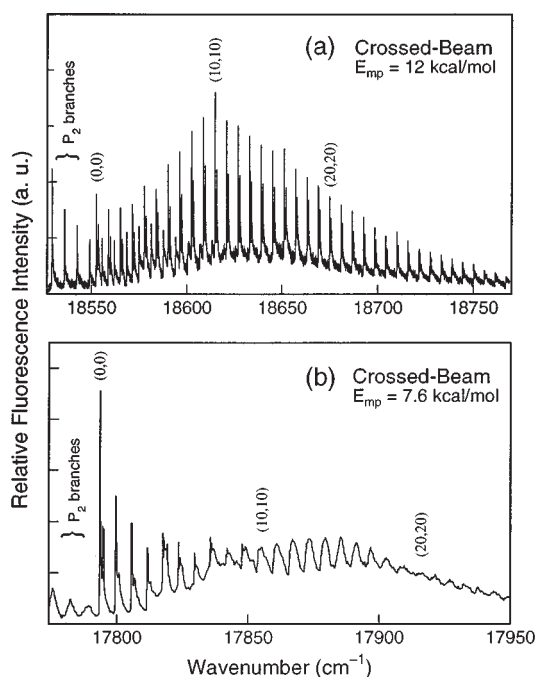 Relative Fluorescence Intensity (a. u.)
(a)
Crossed-Beam
E_mp = 12 kcal/mol
} P₂ branches
(0,0)
(10,10)
(20,20)
18550 18600 18650 18700 18750
(b)
Crossed-Beam
E_mp = 7.6 kcal/mol
} P₂ branches
(0,0)
(10,10)
(20,20)
17800 17850 17900 17950
Wavenumber (cm⁻¹)